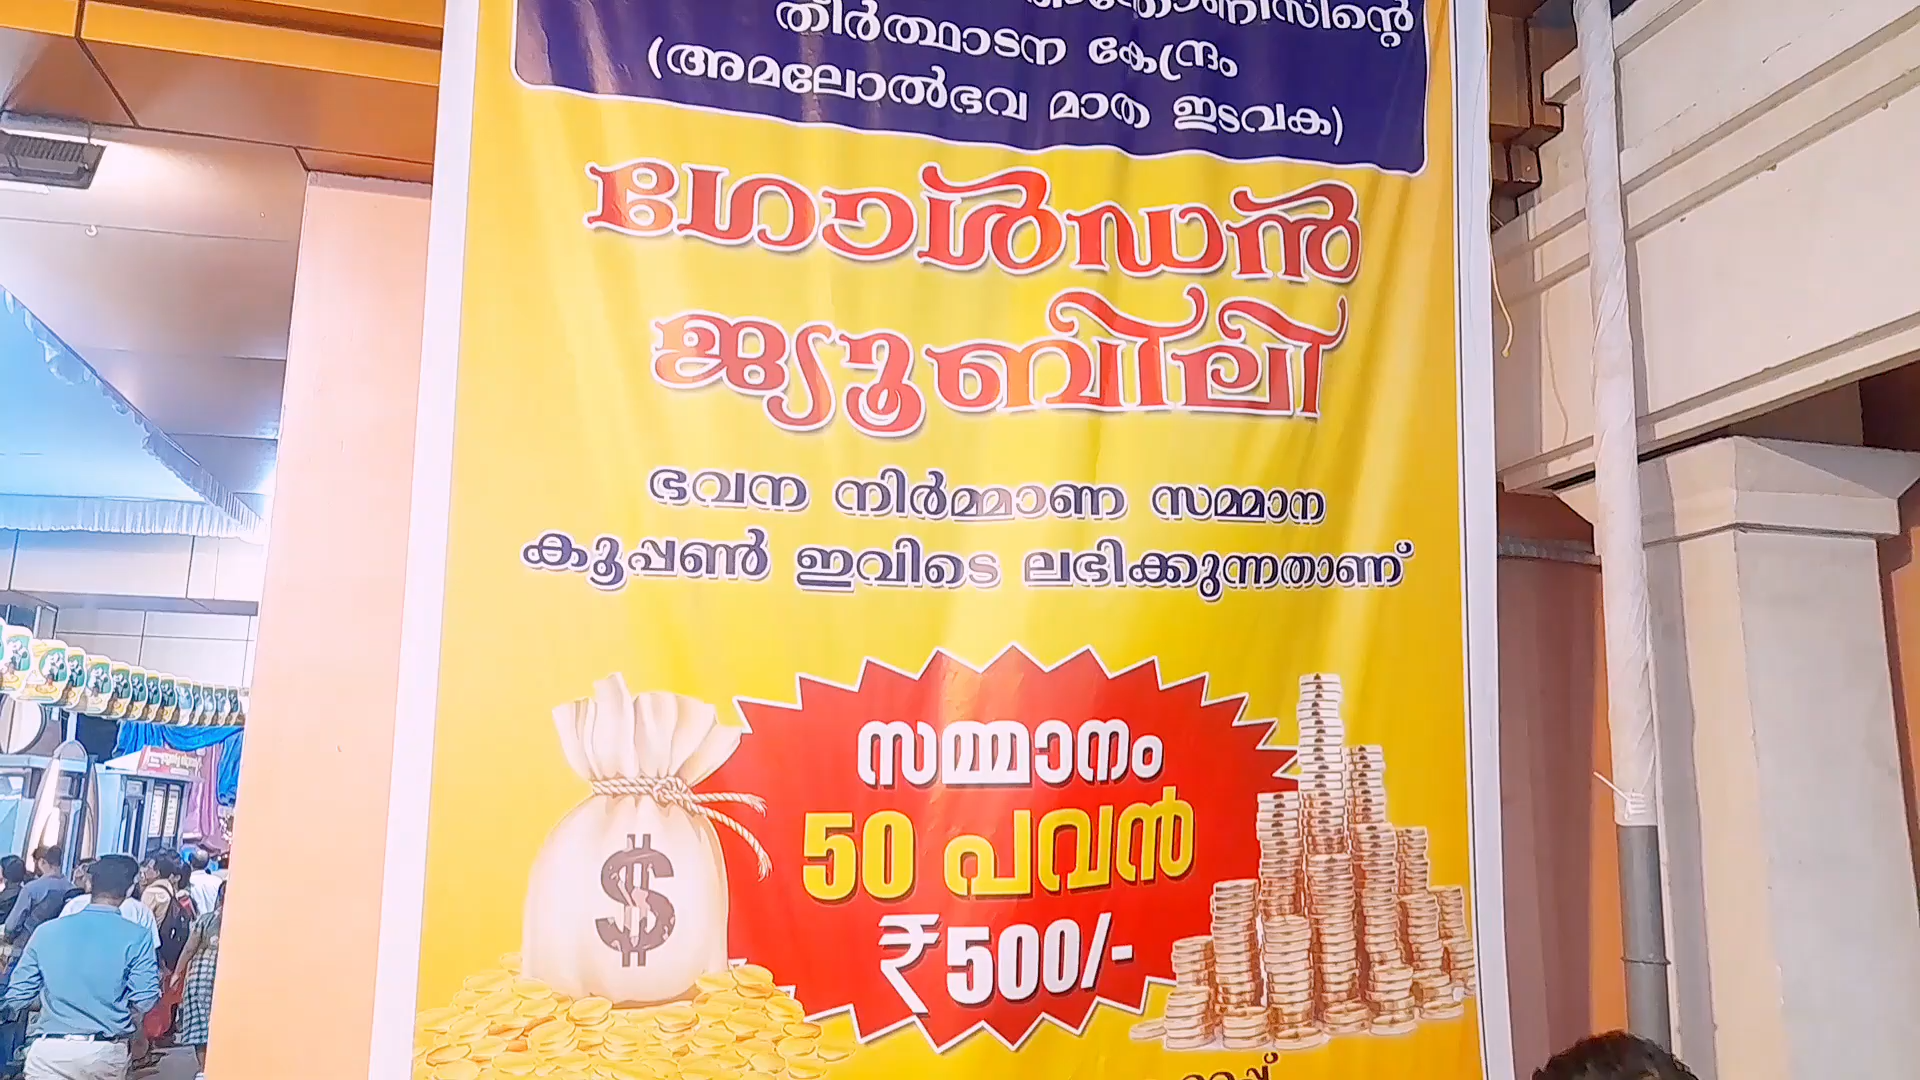 തീർത്ഥാടന കേന്ദ്രം
(അമലോൽഭവ മാത ഇടവക)
ഗോൾഡൻ
ജ്യൂബിലി
ഭവന നിർമ്മാണ സമ്മാന
കൂപ്പൺ ഇവിടെ ലഭിക്കുന്നതാണ്
സമ്മാനം
50 പവൻ
₹500/-
$